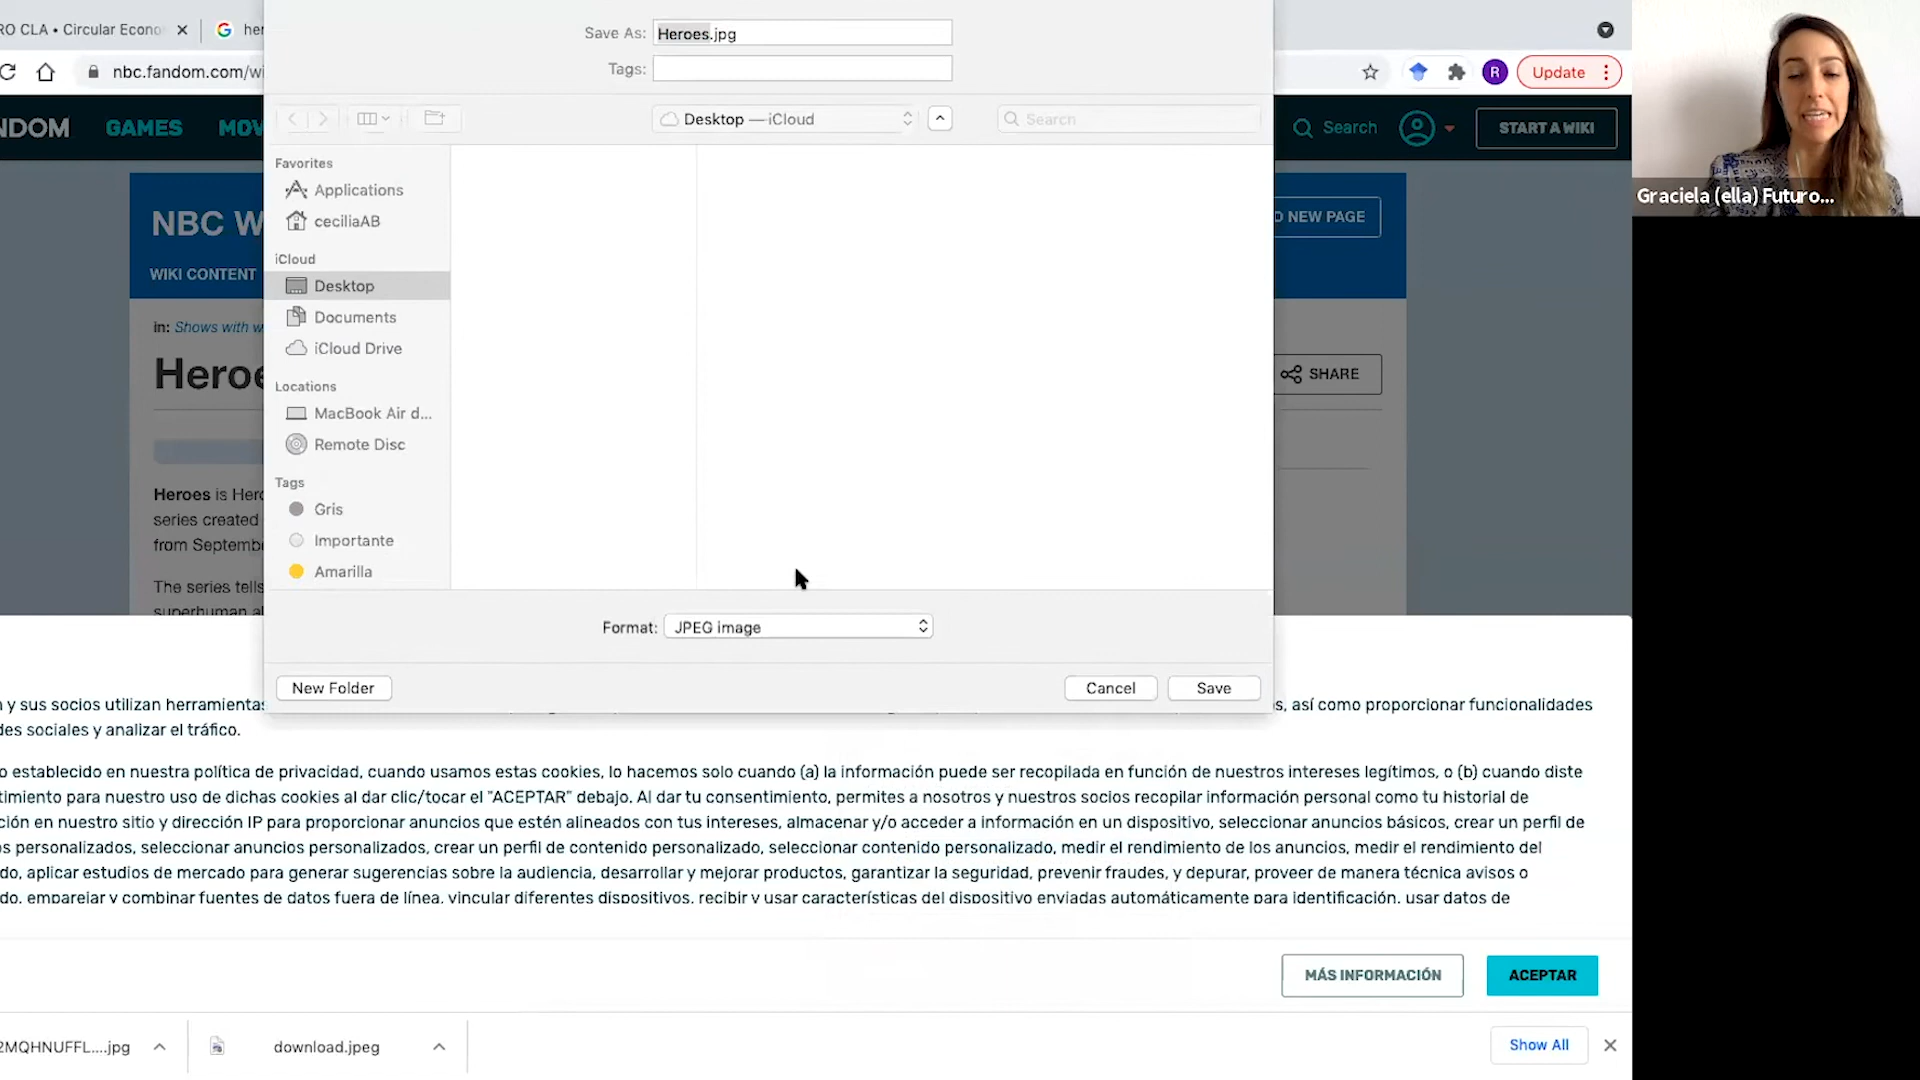 RO CLA • Circular Econo
her
Save As: Heroes.jpg
Tags:
nbc.fandom.com/wi
Update
R
NDOM
GAMES
MOV
Desktop — iCloud
Search
Search
START A WIKI
Graciela (ella) Futuro...
Favorites
Applications
ceciliaAB
iCloud
Desktop
Documents
iCloud Drive
Locations
MacBook Air d...
Remote Disc
Tags
Gris
Importante
Amarilla
NBC W
D NEW PAGE
WIKI CONTENT
in: Shows with w
Heroe
SHARE
Heroes is Hero
series created
from Septembe
The series tells
superhuman al
Format: JPEG image
New Folder
Cancel
Save
n y sus socios utilizan herramientas
s, así como proporcionar funcionalidades
des sociales y analizar el tráfico.
o establecido en nuestra política de privacidad, cuando usamos estas cookies, lo hacemos solo cuando (a) la información puede ser recopilada en función de nuestros intereses legítimos, o (b) cuando diste
timiento para nuestro uso de dichas cookies al dar clic/tocar el "ACEPTAR" debajo. Al dar tu consentimiento, permites a nosotros y nuestros socios recopilar información personal como tu historial de
ción en nuestro sitio y dirección IP para proporcionar anuncios que estén alineados con tus intereses, almacenar y/o acceder a información en un dispositivo, seleccionar anuncios básicos, crear un perfil de
s personalizados, seleccionar anuncios personalizados, crear un perfil de contenido personalizado, seleccionar contenido personalizado, medir el rendimiento de los anuncios, medir el rendimiento del
do, aplicar estudios de mercado para generar sugerencias sobre la audiencia, desarrollar y mejorar productos, garantizar la seguridad, prevenir fraudes, y depurar, proveer de manera técnica avisos o
do, emparejar y combinar fuentes de datos fuera de línea, vincular diferentes dispositivos, recibir y usar características del dispositivo enviadas automáticamente para identificación, usar datos de
MÁS INFORMACIÓN
ACEPTAR
2MQHNUFFL....jpg
download.jpeg
Show All